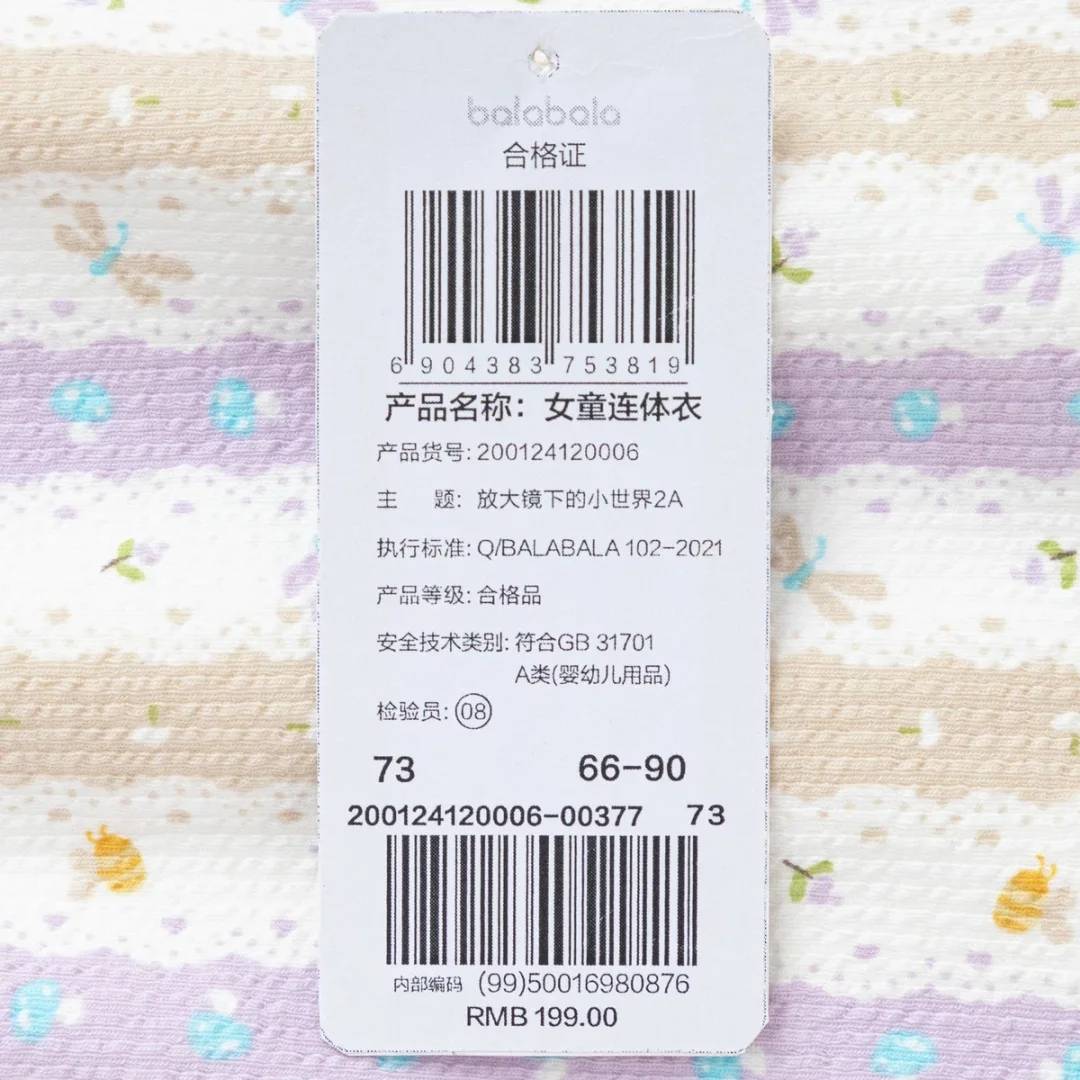 balabala
合格证
6 904383 753819
产品名称：女童连体衣
产品货号: 200124120006
主 题: 放大镜下的小世界2A
执行标准: Q/BALABALA 102-2021
产品等级: 合格品
安全技术类别: 符合GB 31701
A类(婴幼儿用品)
检验员: 08
73 66-90
200124120006-00377 73
内部编码 (99)50016980876
RMB 199.00